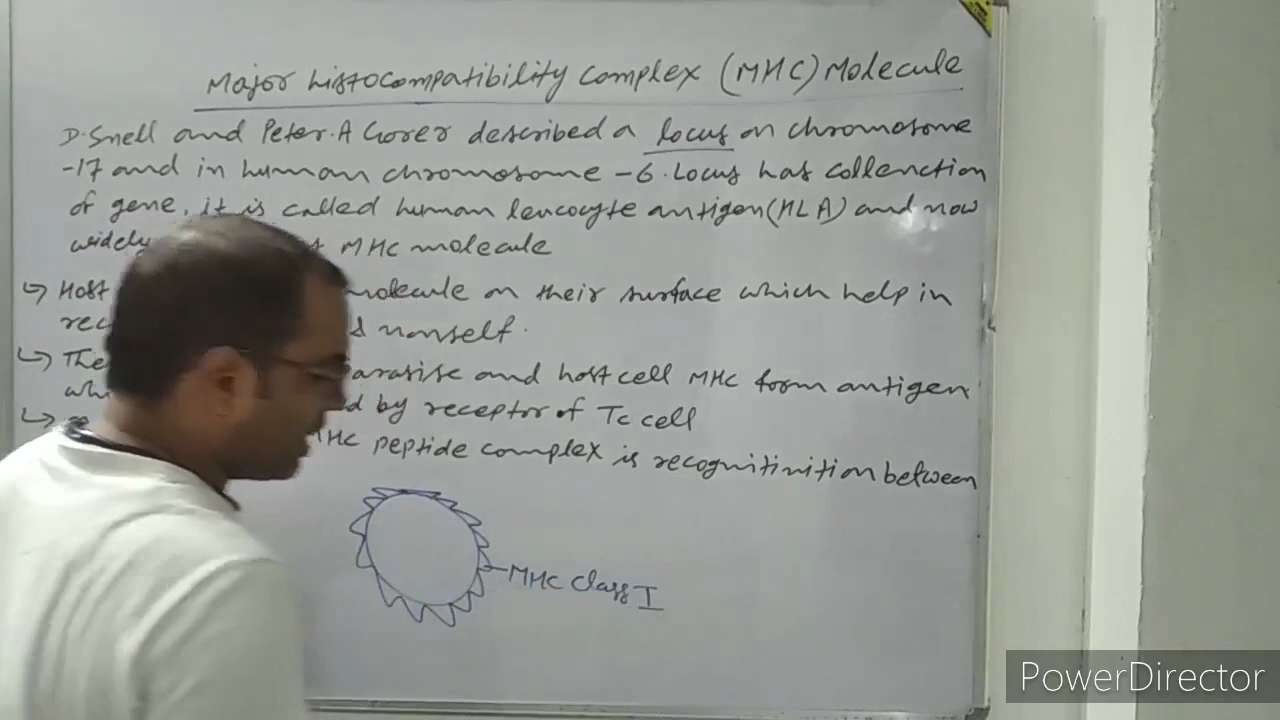 Major histocompatibility complex (MHC) Molecule
D. Snell and Peter. A Gorer described a locus on chromosome
-17 and in human chromosome -6. Locus has collenction
of gene, it is called human leucocyte antigen (HLA) and now
widely MHC molecule
Host molecule on their surface which help in
rec nonself.
The and host cell MHC form antigen
by receptor of Tc cell
MHC peptide complex is recognitinition between
MHC class I
PowerDirector